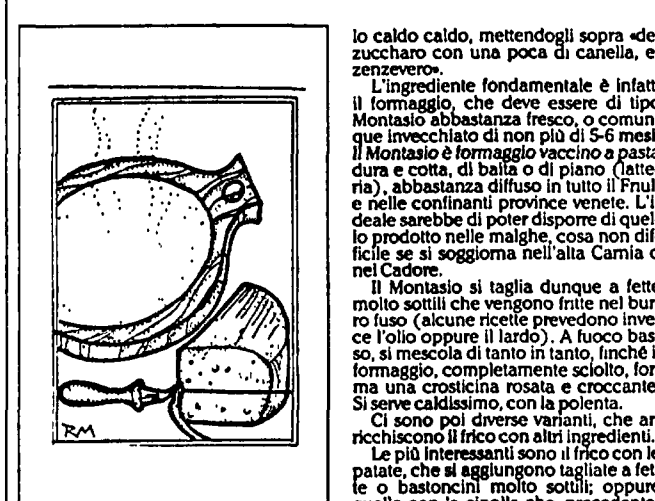 RM
lo caldo caldo, mettendogli sopra «de
zuccharo con una poca di canella, e
zenzevero».
L'ingrediente fondamentale è infatt
il formaggio, che deve essere di tipo
Montasio abbastanza fresco, o comun
que invecchiato di non più di 5-6 mesi
Il Montasio è formaggio vaccino a pasta
dura e cotta, di baita o di piano (latte
ria), abbastanza diffuso in tutto il Friul
e nelle confinanti province venete. L'i
deale sarebbe di poter disporre di quel
lo prodotto nelle malghe, cosa non dif
ficile se si soggiorna nell'alta Carnia o
nel Cadore.
Il Montasio si taglia dunque a fette
molto sottili che vengono fritte nel bur
ro fuso (alcune ricette prevedono inve
ce l'olio oppure il lardo). A fuoco bas
so, si mescola di tanto in tanto, finché i
formaggio, completamente sciolto, for
ma una crosticina rosata e croccante
Si serve caldissimo, con la polenta.
Ci sono poi diverse varianti, che ar
ricchiscono il frico con altri ingredienti.
Le più interessanti sono il frico con le
patate, che si aggiungono tagliate a fet
te o bastoncini molto sottili; oppure